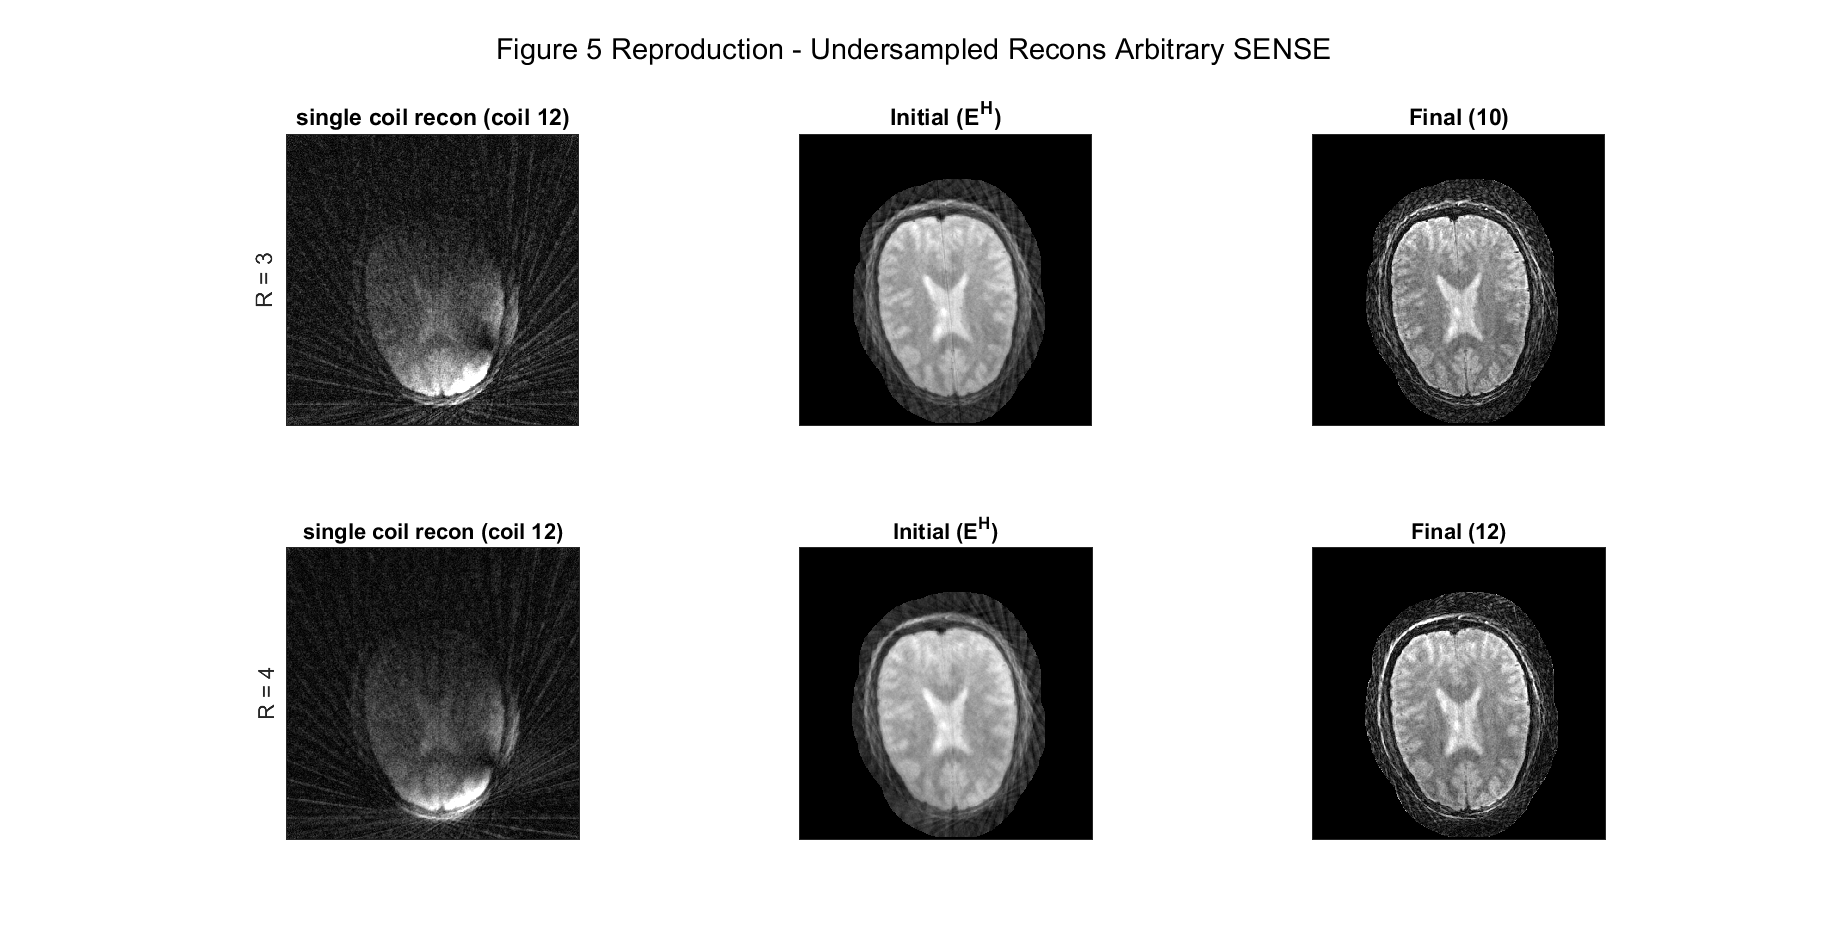 Figure 5 Reproduction - Undersampled Recons Arbitrary SENSE
single coil recon (coil 12)
Initial (E^H)
Final (10)
R = 3
single coil recon (coil 12)
Initial (E^H)
Final (12)
R = 4